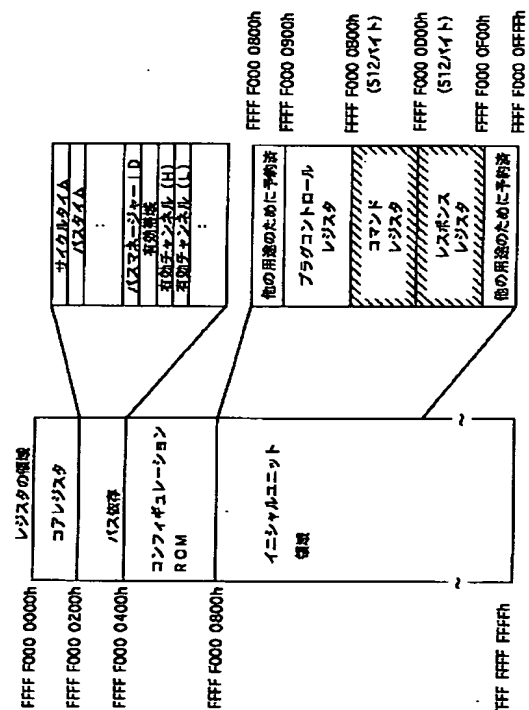 レジスタの領域
FFFF F000 0000h
コアレジスタ
FFFF F000 0200h
バス依存
FFFF F000 0400h
コンフィギュレーション
ROM
FFFF F000 0800h
イニシャルユニット
領域
FFFF FFFF FFFFh
サイクルタイム
バスタイム
:
バスマネージャーID
有効帯域
有効チャンネル (H)
有効チャンネル (L)
:
FFFF F000 0800h
他の用途のために予約済
FFFF F000 0900h
プラグコントロール
レジスタ
FFFF F000 0B00h
(512バイト)
コマンド
レジスタ
FFFF F000 0D00h
(512バイト)
レスポンス
レジスタ
FFFF F000 0F00h
他の用途のために予約済
FFFF F000 0FFFh